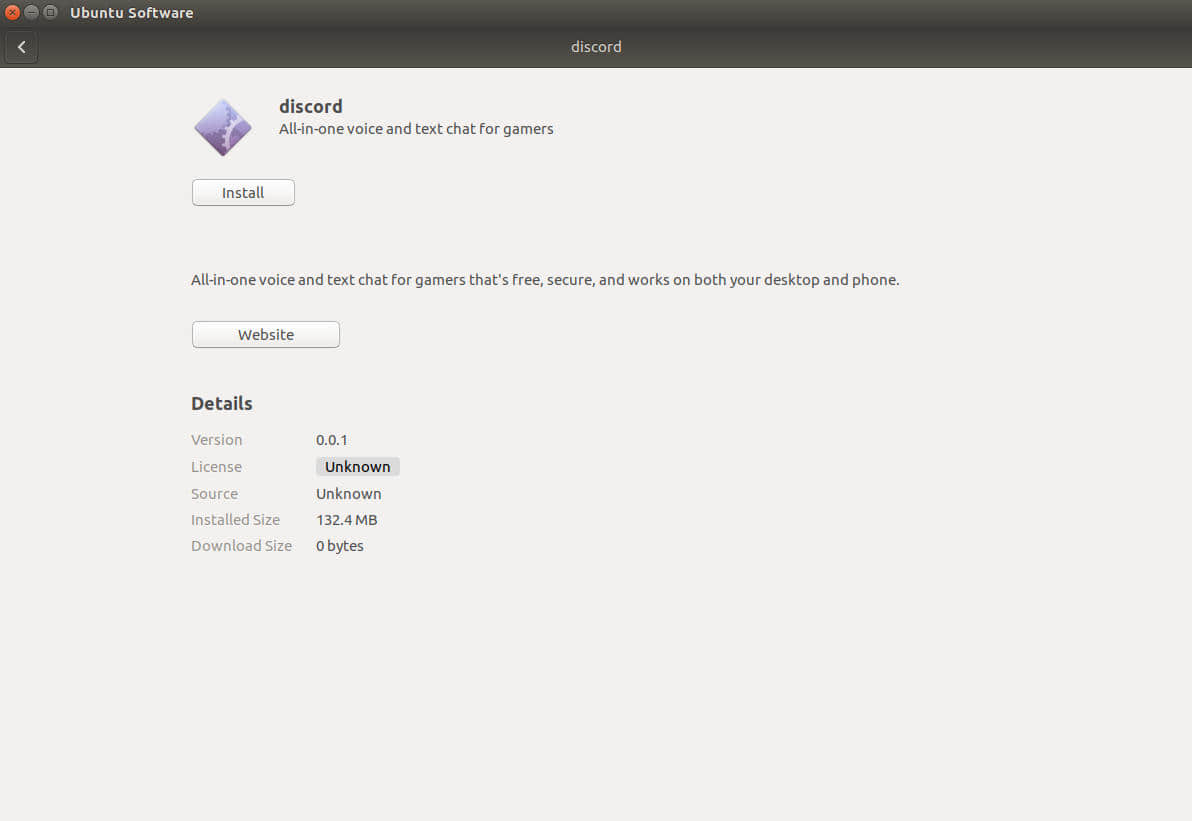 Ubuntu Software
discord
discord
All-in-one voice and text chat for gamers
Install
All-in-one voice and text chat for gamers that's free, secure, and works on both your desktop and phone.
Website
Details
Version 0.0.1
License Unknown
Source Unknown
Installed Size 132.4 MB
Download Size 0 bytes